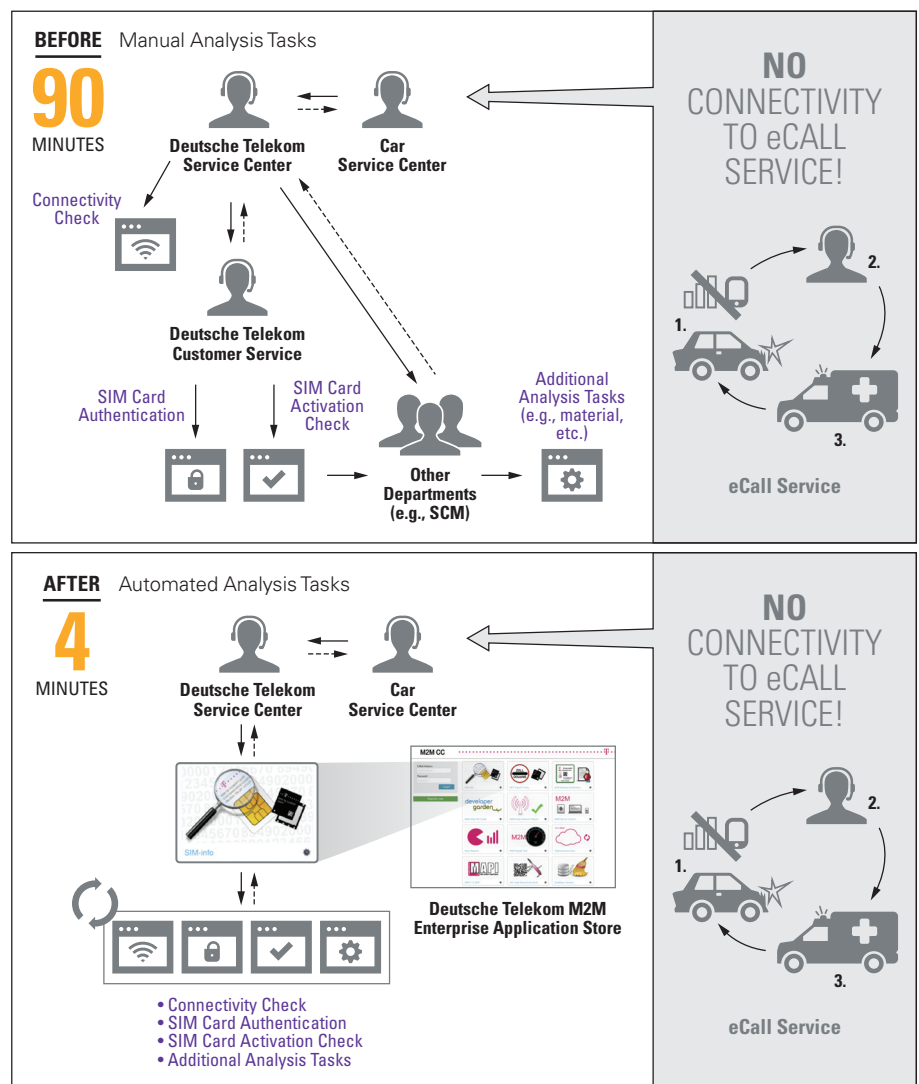 BEFORE Manual Analysis Tasks
90
MINUTES
Deutsche Telekom
Service Center
Car
Service Center
Connectivity
Check
Deutsche Telekom
Customer Service
SIM Card
Authentication
SIM Card
Activation
Check
Other
Departments
(e.g., SCM)
Additional
Analysis Tasks
(e.g., material,
etc.)
NO
CONNECTIVITY
TO eCALL
SERVICE!
1.
2.
3.
eCall Service
AFTER Automated Analysis Tasks
4
MINUTES
Deutsche Telekom
Service Center
Car
Service Center
SIM-info
M2M CC
developer
garden
M2M
M2M
MAPI
Deutsche Telekom M2M
Enterprise Application Store
• Connectivity Check
• SIM Card Authentication
• SIM Card Activation Check
• Additional Analysis Tasks
NO
CONNECTIVITY
TO eCALL
SERVICE!
1.
2.
3.
eCall Service